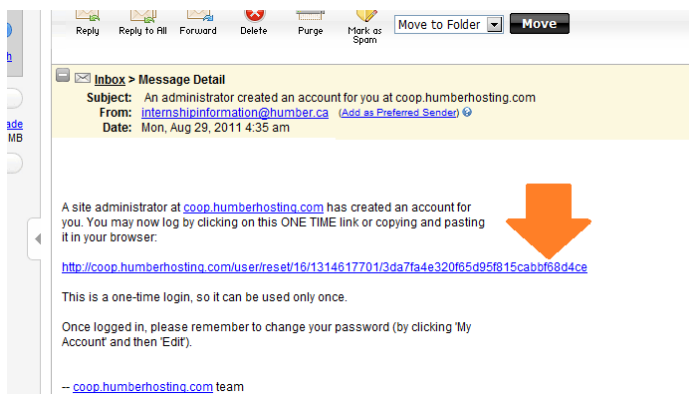 Reply Reply to All Forward Delete Purge Mark as Spam Move to Folder Move
h
Inbox > Message Detail
Subject: An administrator created an account for you at coop.humberhosting.com
From: internshipinformation@humber.ca (Add as Preferred Sender)
Date: Mon, Aug 29, 2011 4:35 am
ade
MB
A site administrator at coop.humberhosting.com has created an account for
you. You may now log by clicking on this ONE TIME link or copying and pasting
it in your browser:
http://coop.humberhosting.com/user/reset/16/1314617701/3da7fa4e320f65d95f815cabbf68d4ce
This is a one-time login, so it can be used only once.
Once logged in, please remember to change your password (by clicking 'My
Account' and then 'Edit').
-- coop.humberhosting.com team